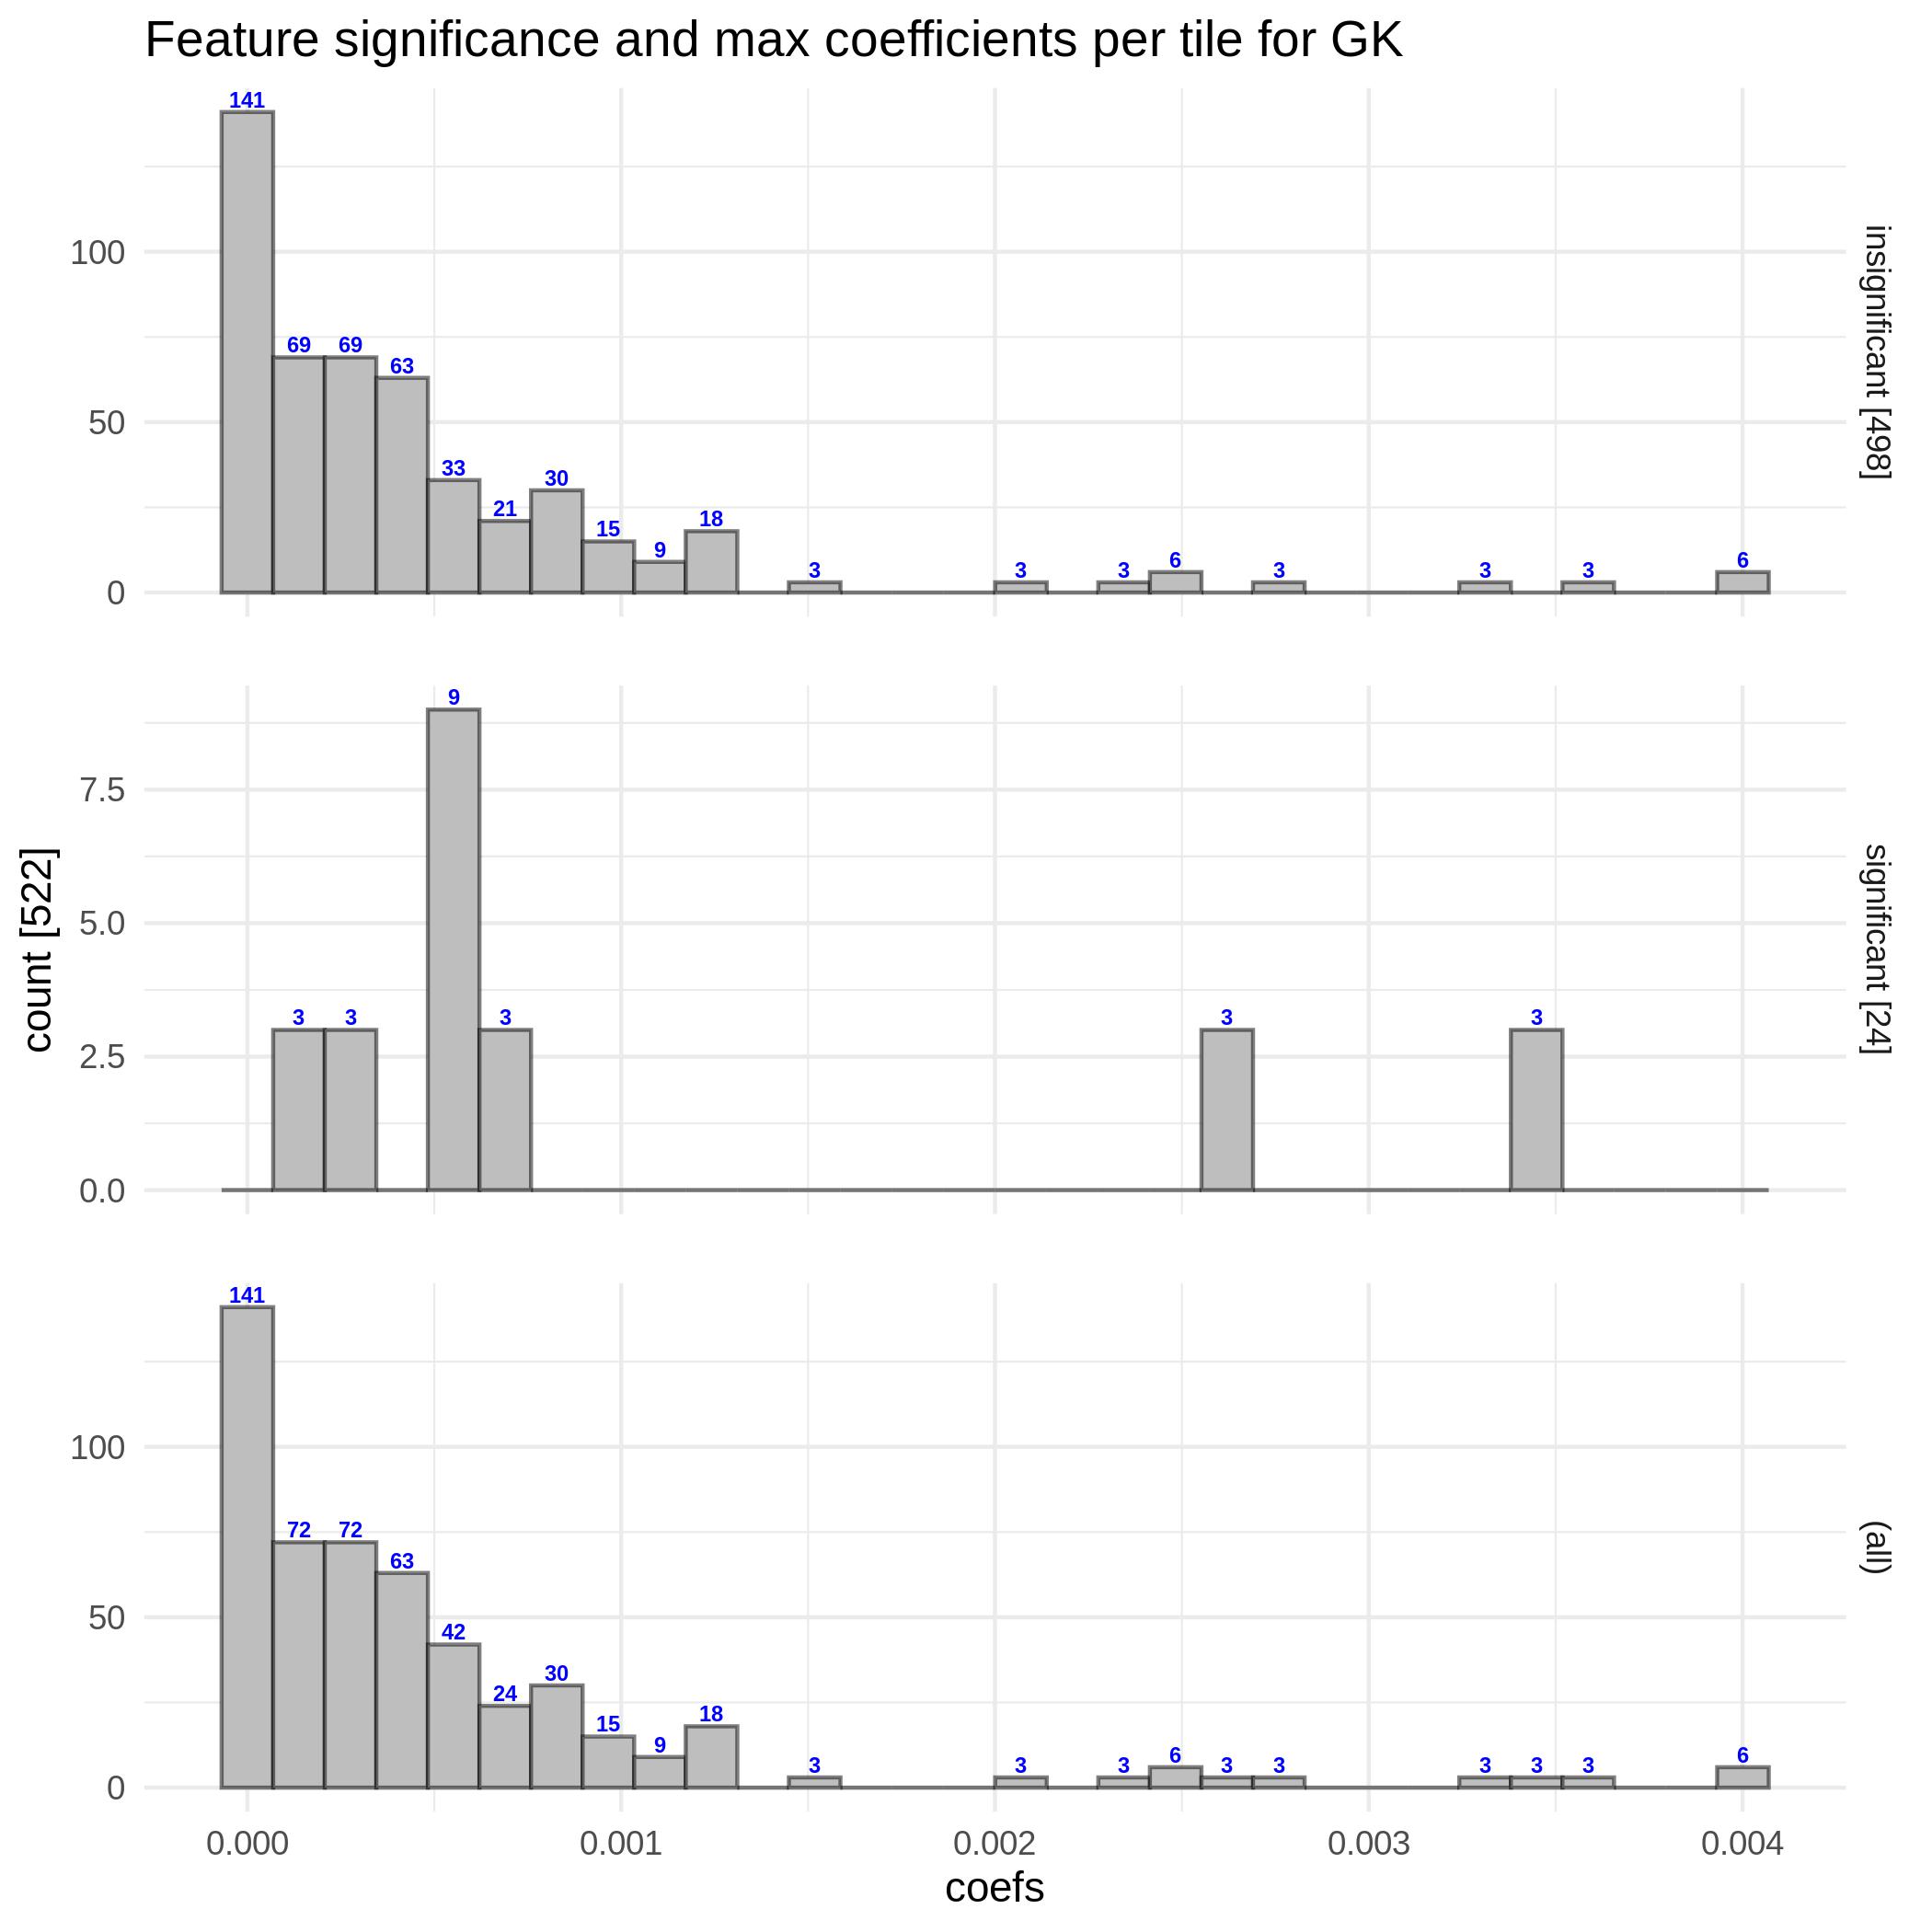 Feature significance and max coefficients per tile for GK
141
69 69
63
33
21
30
15
9
18
3 3 3 6 3 3 3 6
100
50
0
insignificant [498]
9
3 3 3 3 3
7.5
5.0
2.5
0.0
count [522]
significant [24]
141
72 72
63
42
24
30
15
9
18
3 3 3 6 3 3 3 3 3 6
100
50
0
(all)
0.000 0.001 0.002 0.003 0.004
coefs